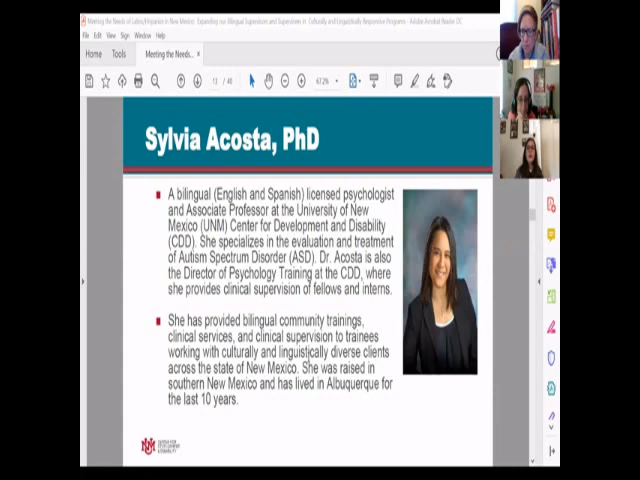 Meeting the Needs of Latino/Hispanics in New Mexico: Expanding our Bilingual Supervisors and Supervisees in Culturally and Linguistically Responsive Programs - Adobe Acrobat Reader DC
File Edit View Sign Window Help
Home Tools Meeting the Needs... ×
13 / 40 67.2%
Sylvia Acosta, PhD
A bilingual (English and Spanish) licensed psychologist
and Associate Professor at the University of New
Mexico (UNM) Center for Development and Disability
(CDD). She specializes in the evaluation and treatment
of Autism Spectrum Disorder (ASD). Dr. Acosta is also
the Director of Psychology Training at the CDD, where
she provides clinical supervision of fellows and interns.
She has provided bilingual community trainings,
clinical services, and clinical supervision to trainees
working with culturally and linguistically diverse clients
across the state of New Mexico. She was raised in
southern New Mexico and has lived in Albuquerque for
the last 10 years.
CENTER FOR
DEVELOPMENT
& DISABILITY